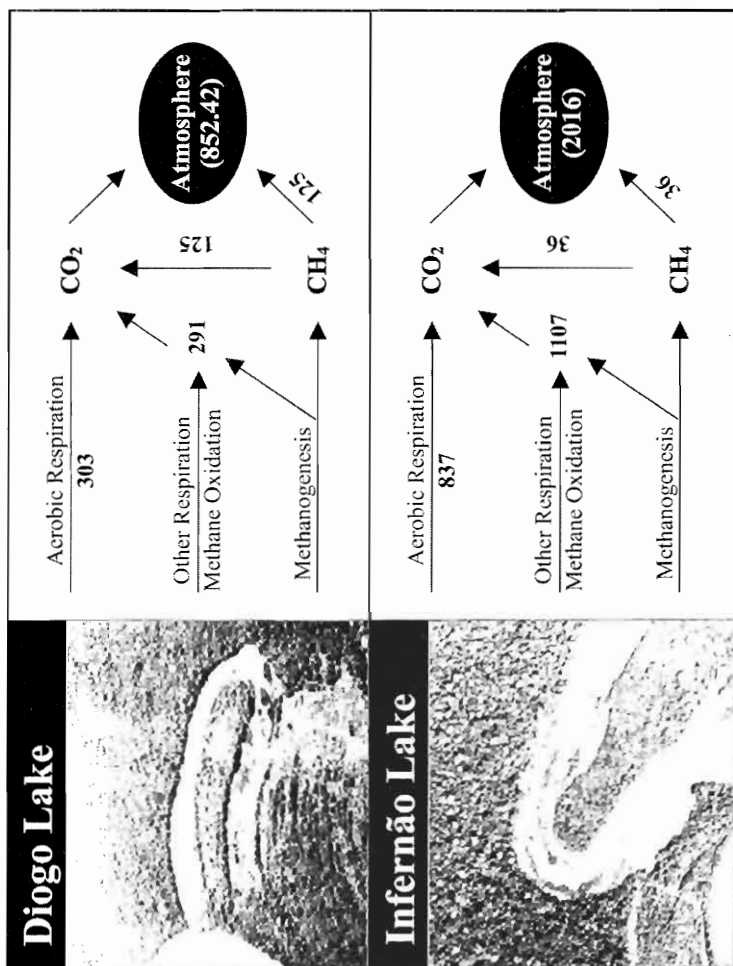 Diogo Lake
Aerobic Respiration
303
CO₂
Other Respiration
Methane Oxidation
291
125
Atmosphere
(852.42)
Methanogenesis
CH₄
125
Infernão Lake
Aerobic Respiration
837
CO₂
Other Respiration
Methane Oxidation
1107
36
Atmosphere
(2016)
Methanogenesis
CH₄
36